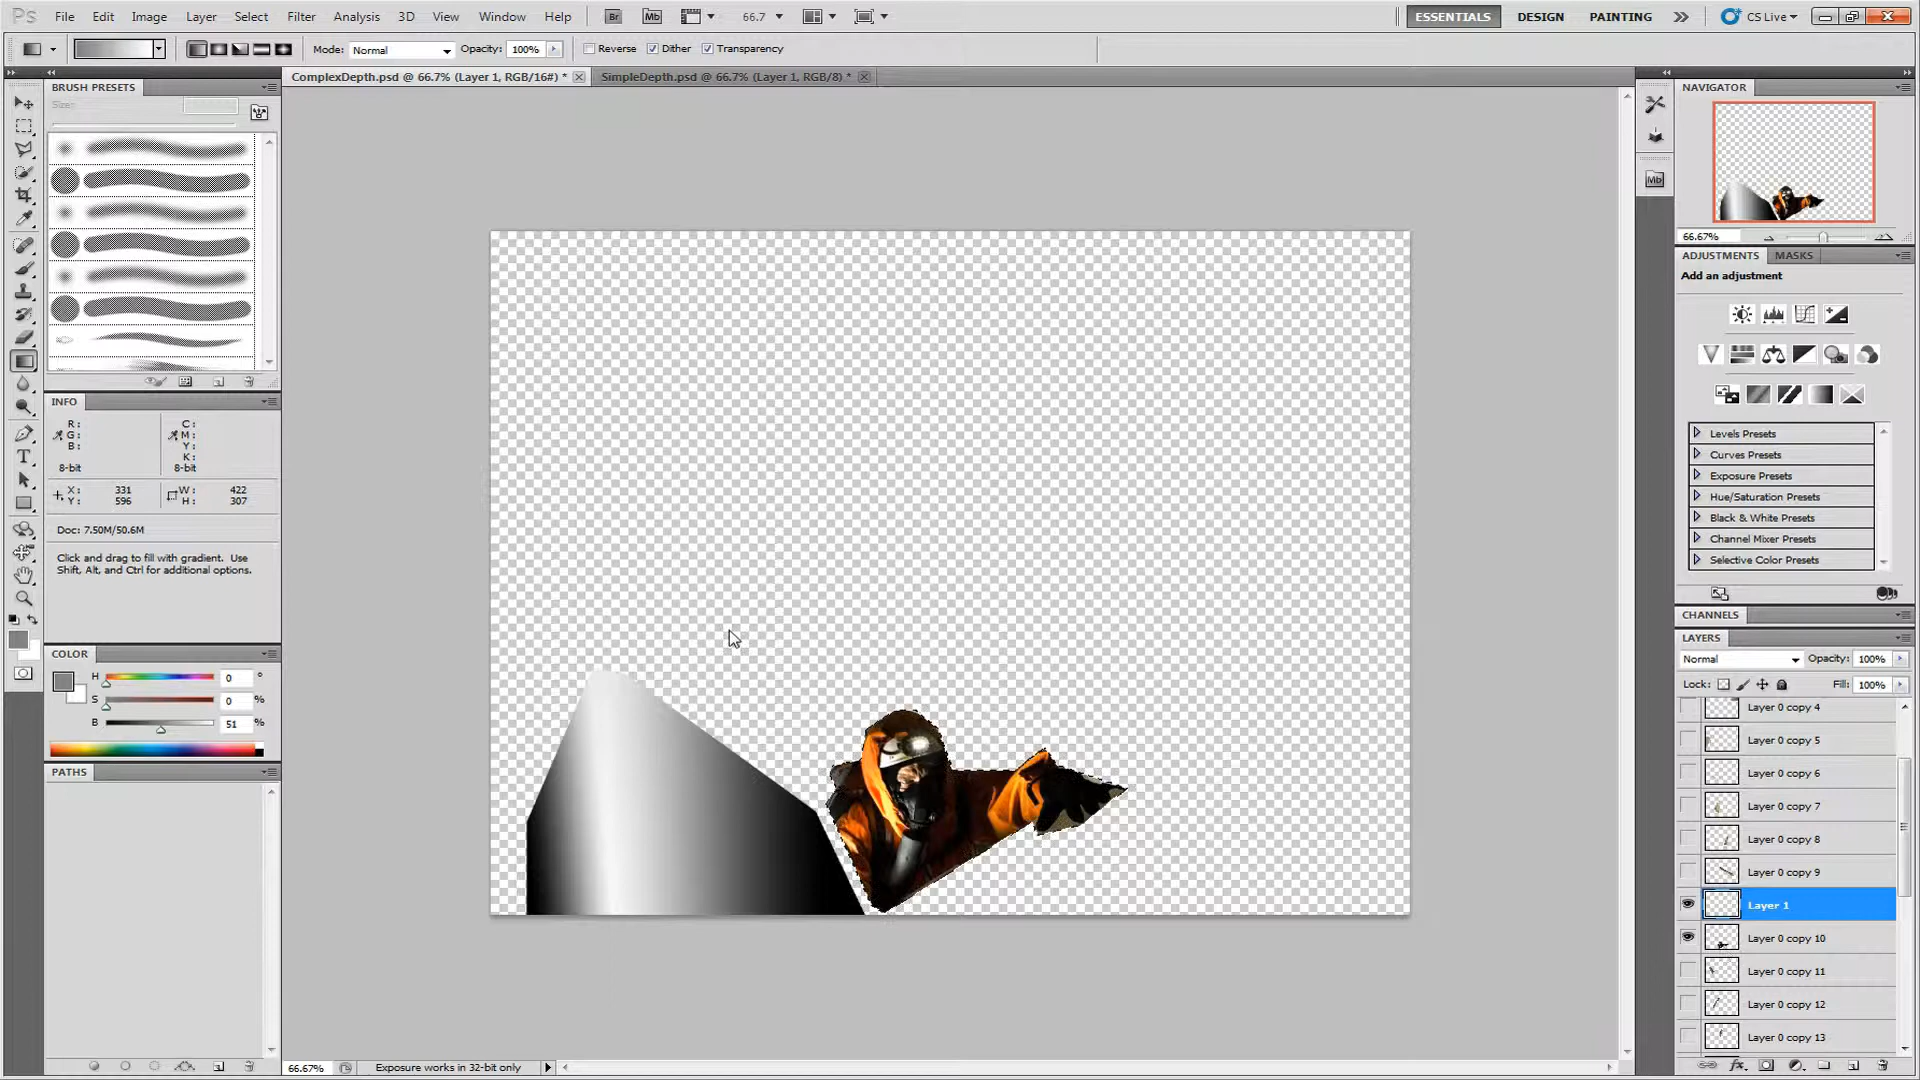 Ps File Edit Image Layer Select Filter Analysis 3D View Window Help Br Mb 66.7 ESSENTIALS DESIGN PAINTING CS Live
Mode: Normal Opacity: 100% Reverse Dither Transparency
ComplexDepth.psd @ 66.7% (Layer 1, RGB/16#) * SimpleDepth.psd @ 66.7% (Layer 1, RGB/8) *
BRUSH PRESETS
Size:
INFO
R: C:
G: M:
B: Y:
K:
8-bit 8-bit
X: 331 W: 422
Y: 596 H: 307
Doc: 7.50M/50.6M
Click and drag to fill with gradient. Use
Shift, Alt, and Ctrl for additional options.
COLOR
H 0 °
S 0 %
B 51 %
PATHS
66.67% Exposure works in 32-bit only
NAVIGATOR
Mb
66.67%
ADJUSTMENTS MASKS
Add an adjustment
Levels Presets
Curves Presets
Exposure Presets
Hue/Saturation Presets
Black & White Presets
Channel Mixer Presets
Selective Color Presets
CHANNELS
LAYERS
Normal Opacity: 100%
Lock: Fill: 100%
Layer 0 copy 4
Layer 0 copy 5
Layer 0 copy 6
Layer 0 copy 7
Layer 0 copy 8
Layer 0 copy 9
Layer 1
Layer 0 copy 10
Layer 0 copy 11
Layer 0 copy 12
Layer 0 copy 13